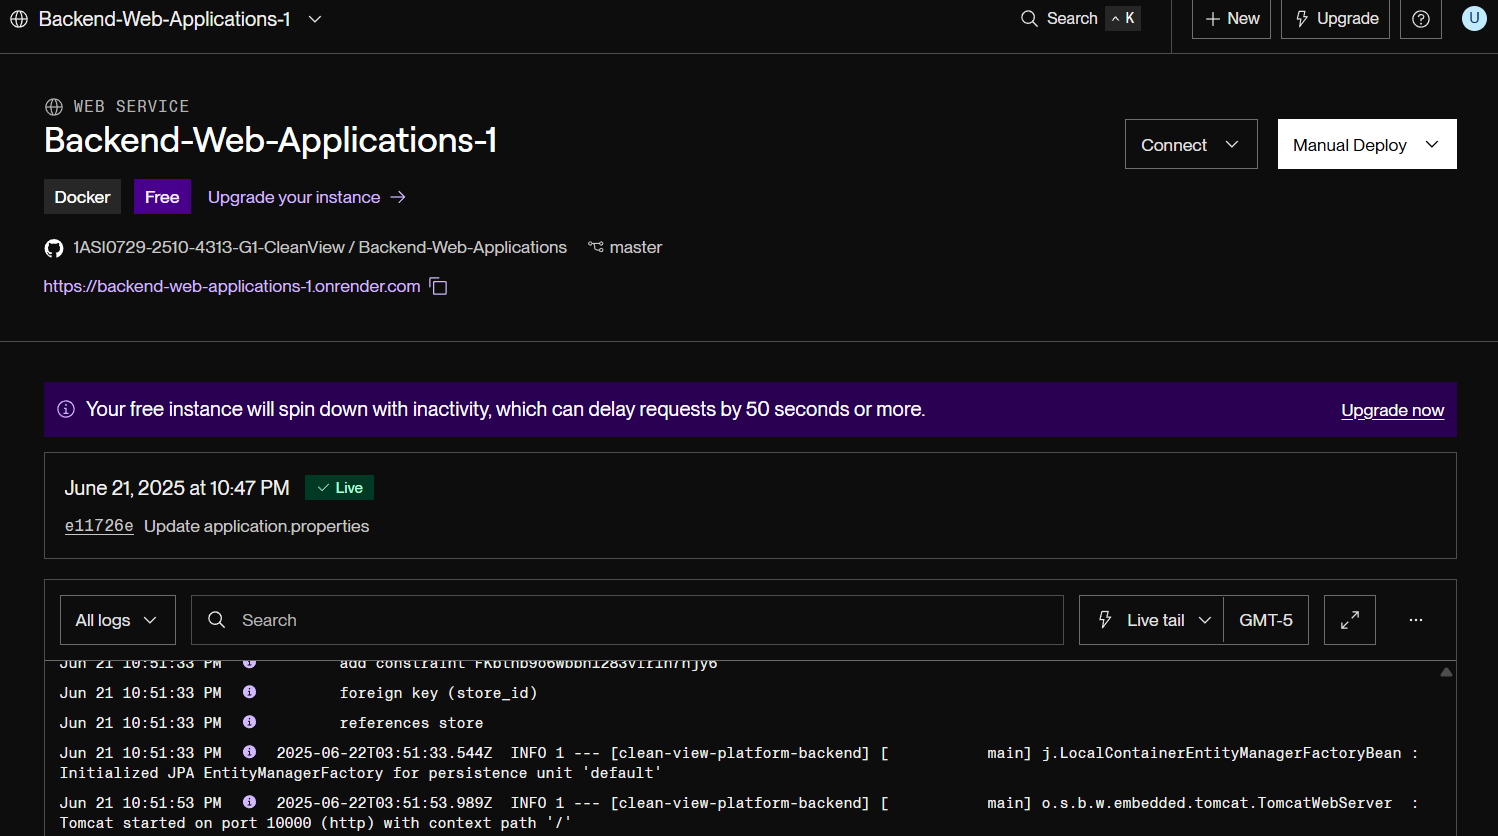 Backend-Web-Applications-1
Search ^ K
+ New
Upgrade
U
WEB SERVICE
Backend-Web-Applications-1
Connect
Manual Deploy
Docker Free Upgrade your instance →
1ASI0729-2510-4313-G1-CleanView / Backend-Web-Applications master
https://backend-web-applications-1.onrender.com
Your free instance will spin down with inactivity, which can delay requests by 50 seconds or more. Upgrade now
June 21, 2025 at 10:47 PM Live
e11726e Update application.properties
All logs Search Live tail GMT-5 ...
Jun 21 10:51:33 PM add constraint
Jun 21 10:51:33 PM foreign key (store_id)
Jun 21 10:51:33 PM references store
Jun 21 10:51:33 PM 2025-06-22T03:51:33.544Z INFO 1 --- [clean-view-platform-backend] [ main] j.LocalContainerEntityManagerFactoryBean :
Initialized JPA EntityManagerFactory for persistence unit 'default'
Jun 21 10:51:53 PM 2025-06-22T03:51:53.989Z INFO 1 --- [clean-view-platform-backend] [ main] o.s.b.w.embedded.tomcat.TomcatWebServer :
Tomcat started on port 10000 (http) with context path '/'